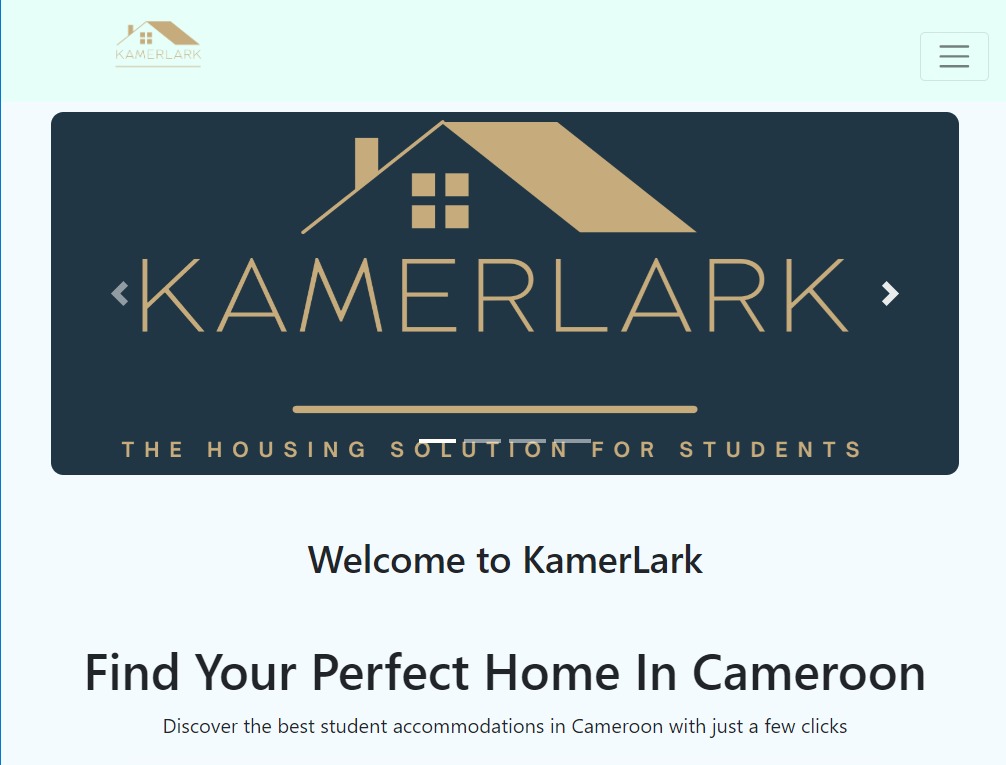 KAMERLARK
KAMERLARK
THE HOUSING SOLUTION FOR STUDENTS
Welcome to KamerLark
Find Your Perfect Home In Cameroon
Discover the best student accommodations in Cameroon with just a few clicks